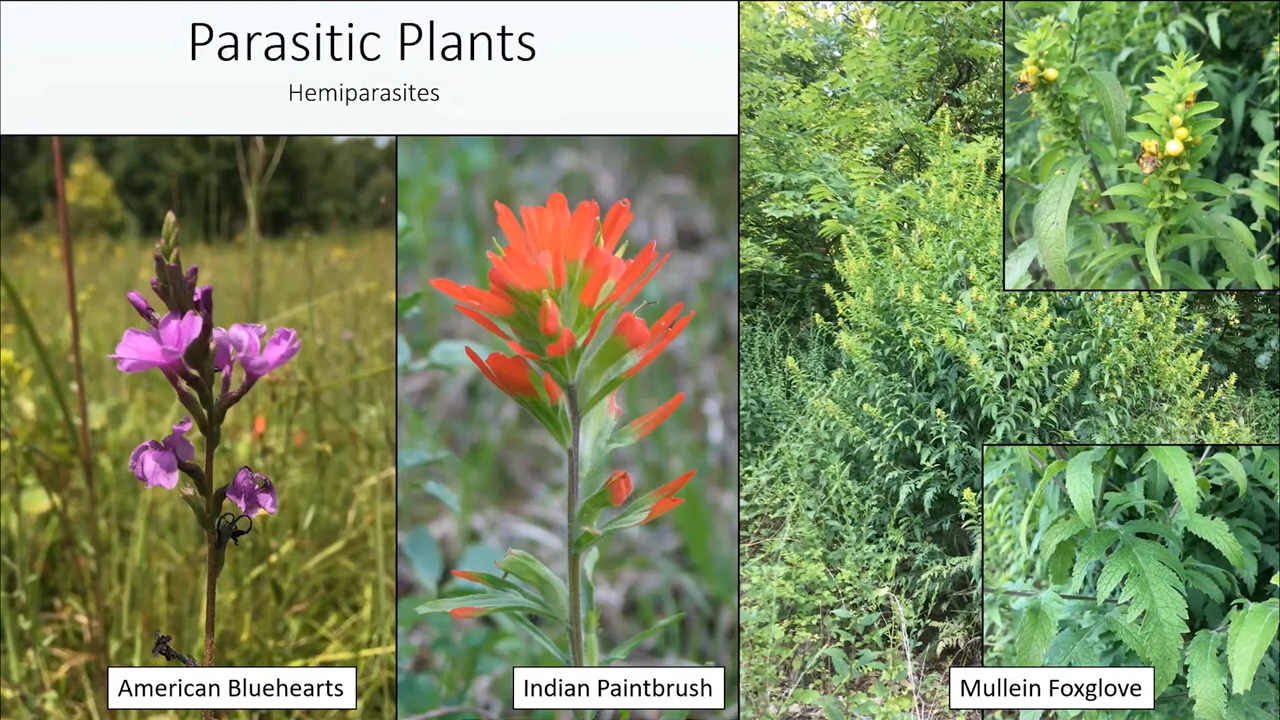 Parasitic Plants
Hemiparasites
American Bluehearts
Indian Paintbrush
Mullein Foxglove